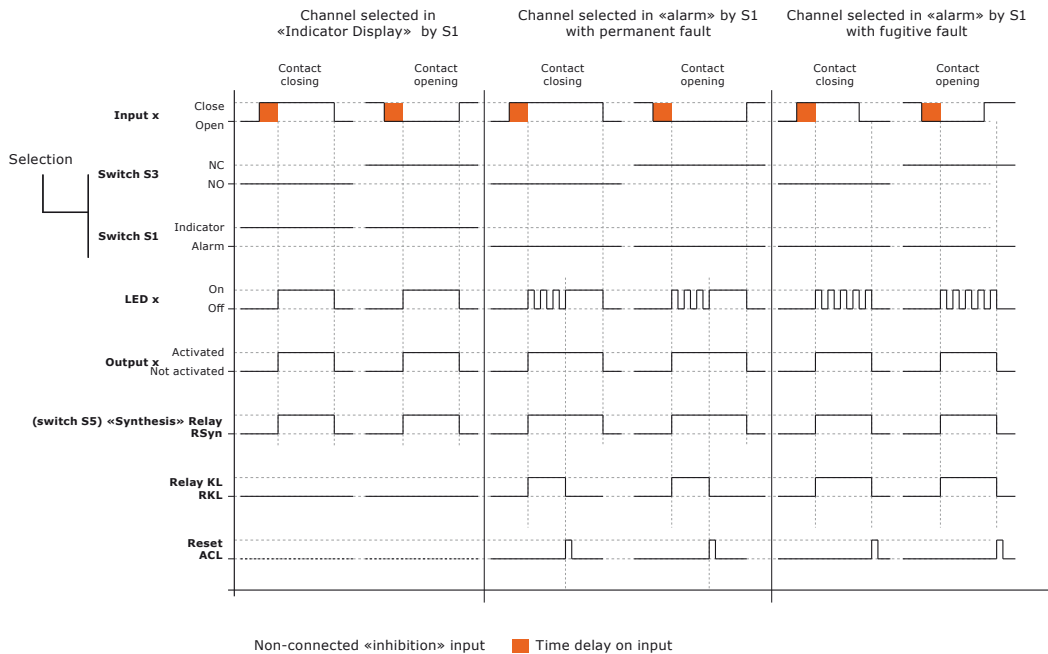 Channel selected in
«Indicator Display»  by S1
Channel selected in «alarm» by S1
with permanent fault
Channel selected in «alarm» by S1
with fugitive fault
Contact
closing
Contact
opening
Contact
closing
Contact
opening
Contact
closing
Contact
opening
Input x
Close
Open
Selection
Switch S3
NC
NO
Switch S1
Indicator
Alarm
LED x
On
Off
Output x
Activated
Not activated
(switch S5) «Synthesis» Relay
RSyn
Relay KL
RKL
Reset
ACL
Non-connected «inhibition» input
Time delay on input